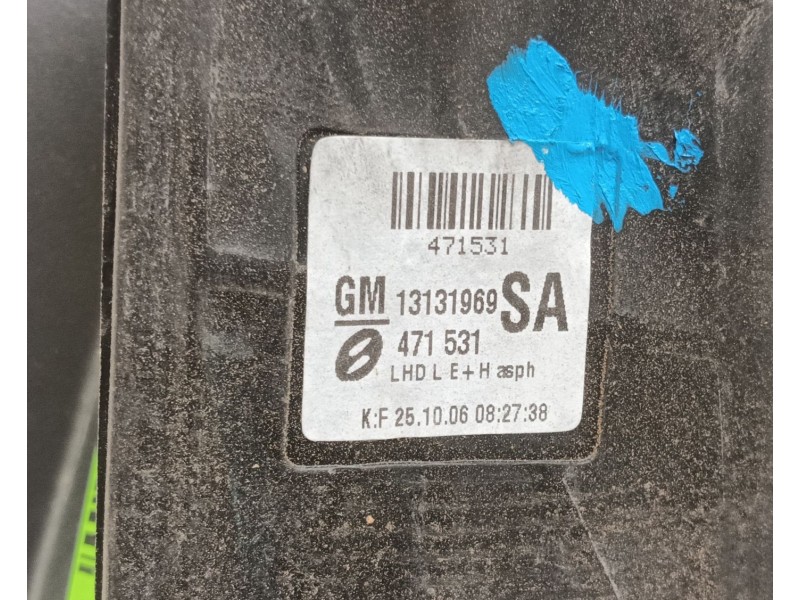 471531
GM 13131969 SA
471 531
LHD L E+H asph
K:F 25.10.06 08:27:38